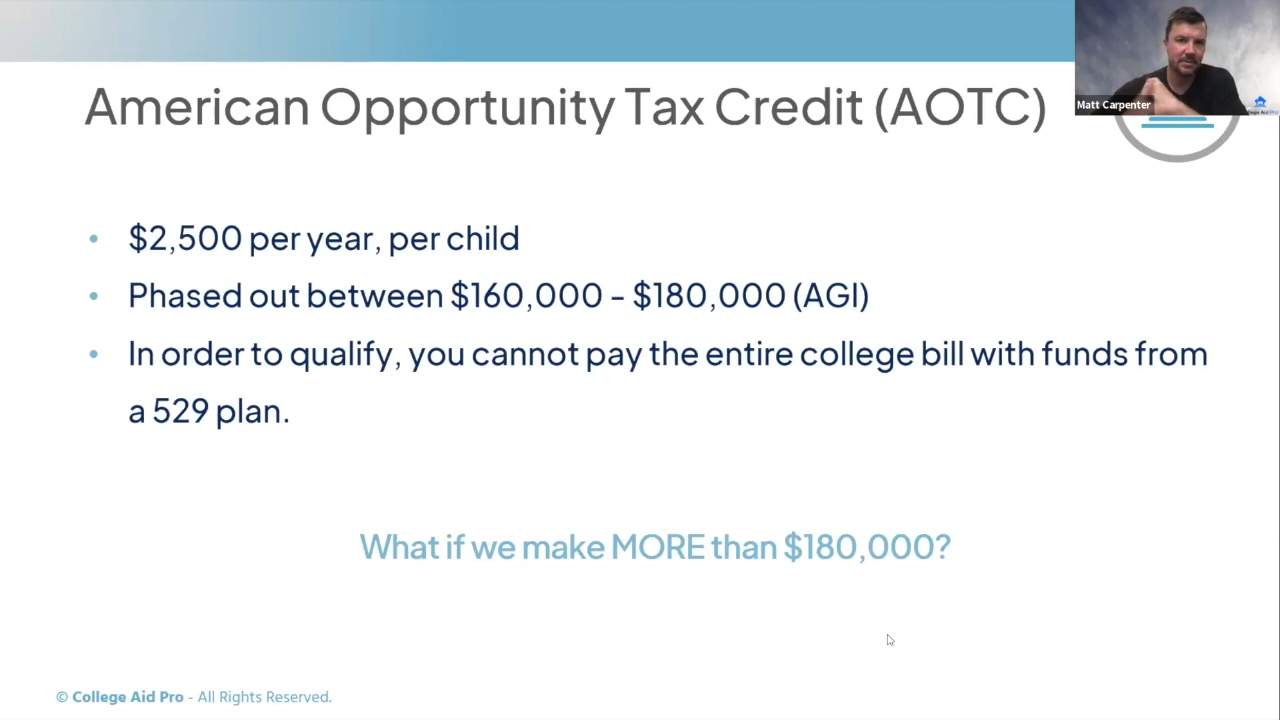 Matt Carpenter
American Opportunity Tax Credit (AOTC)
• $2,500 per year, per child
• Phased out between $160,000 - $180,000 (AGI)
• In order to qualify, you cannot pay the entire college bill with funds from
a 529 plan.
What if we make MORE than $180,000?
© College Aid Pro - All Rights Reserved.